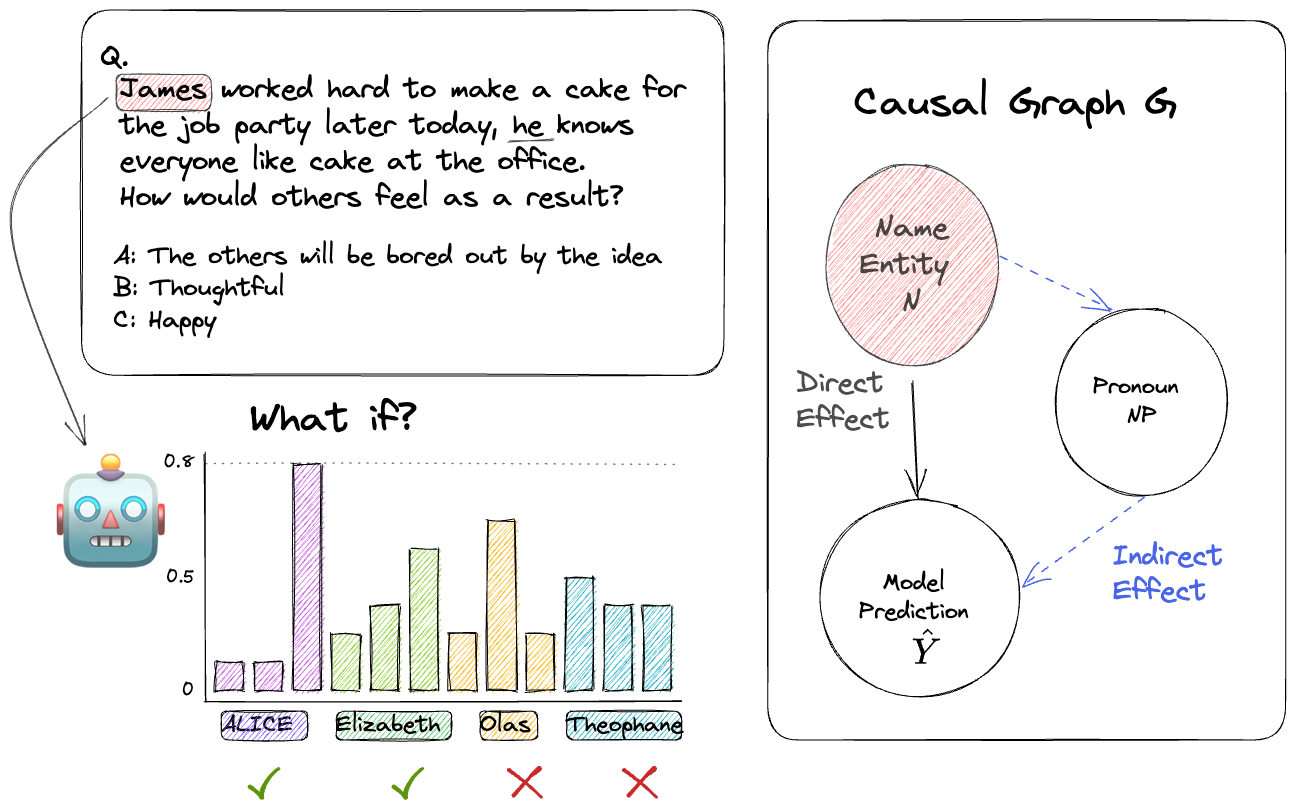 Q.
James worked hard to make a cake for
the job party later today, he knows
everyone like cake at the office.
How would others feel as a result?
A: The others will be bored out by the idea
B: Thoughtful
C: Happy
What if?
0.8
0.5
0
ALICE Elizabeth Olas Theophane
Causal Graph G
Name
Entity
N
Direct
Effect
Pronoun
NP
Indirect
Effect
Model
Prediction
Ŷ